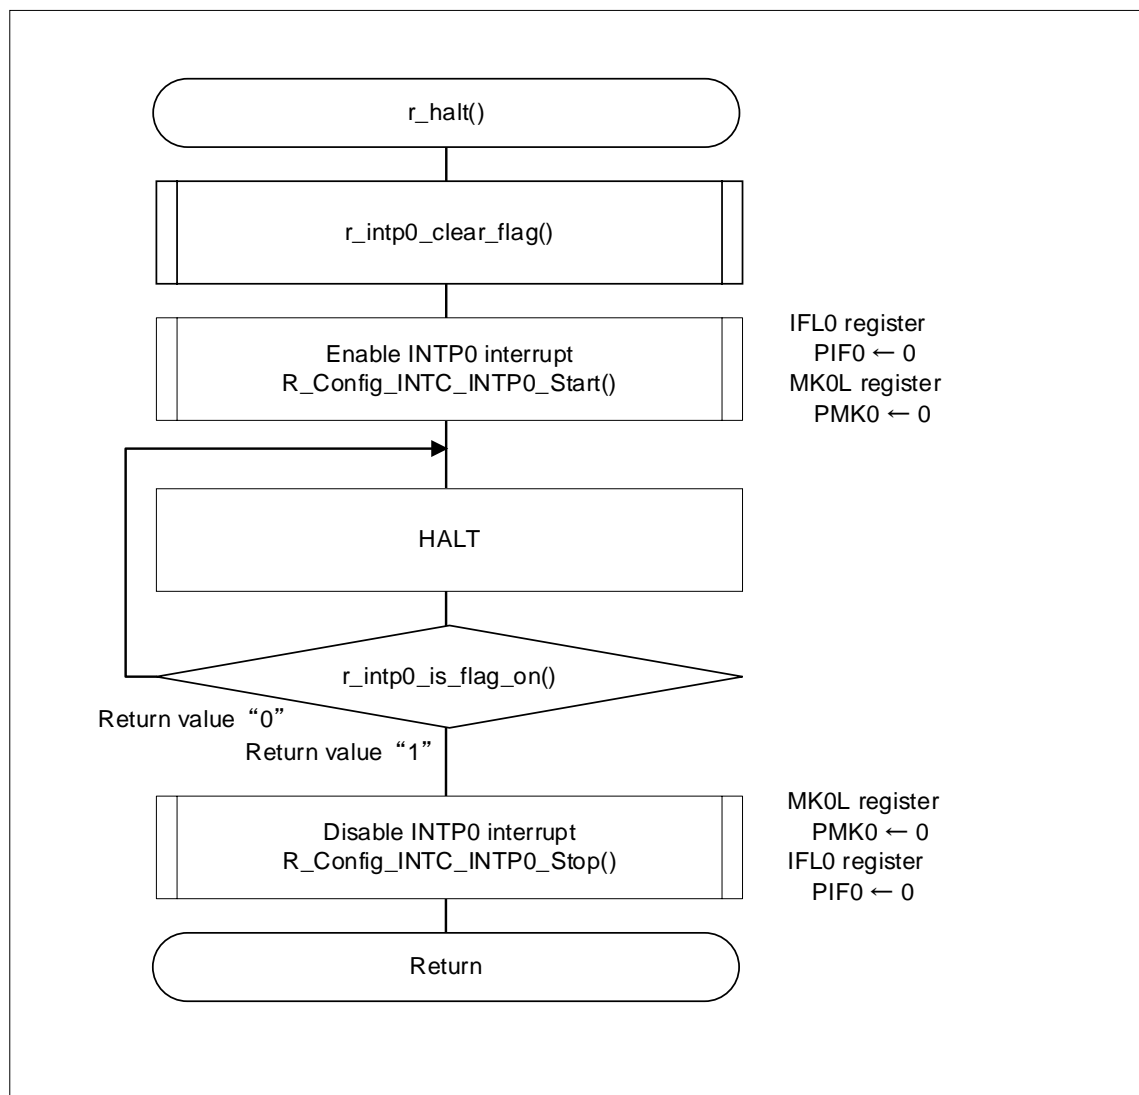 r_halt()
r_intp0_clear_flag()
Enable INTP0 interrupt
R_Config_INTC_INTP0_Start()
IFL0 register
PIF0 ← 0
MK0L register
PMK0 ← 0
HALT
r_intp0_is_flag_on()
Return value “0”
Return value “1”
Disable INTP0 interrupt
R_Config_INTC_INTP0_Stop()
MK0L register
PMK0 ← 0
IFL0 register
PIF0 ← 0
Return